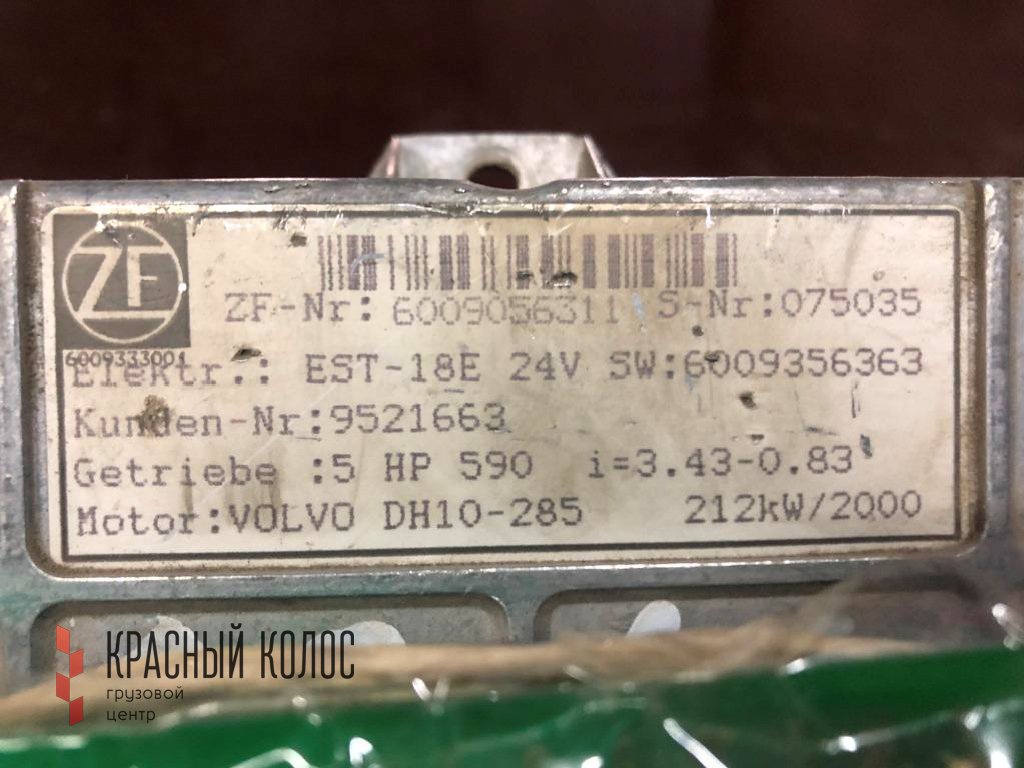 ZF
ZF-Nr: 6009056311 S-Nr:075035
6009333001
Elektr.: EST-18E 24V SW:6009356363
Kunden-Nr:9521663
Getriebe :5 HP 590 i=3.43-0.83
Motor:VOLVO DH10-285 212kW/2000
КРАСНЫЙ КОЛОС
грузовой
центр